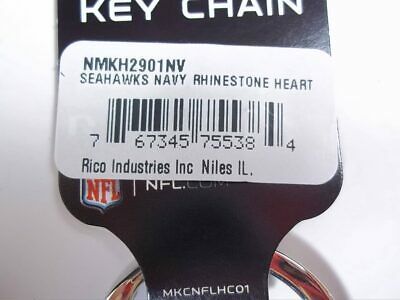 KEY CHAIN
NMKH2901NV
SEAHAWKS NAVY RHINESTONE HEART
7 67345 75538 4
Rico Industries Inc Niles IL.
NFL NFL.COM
MKCNFLHC01